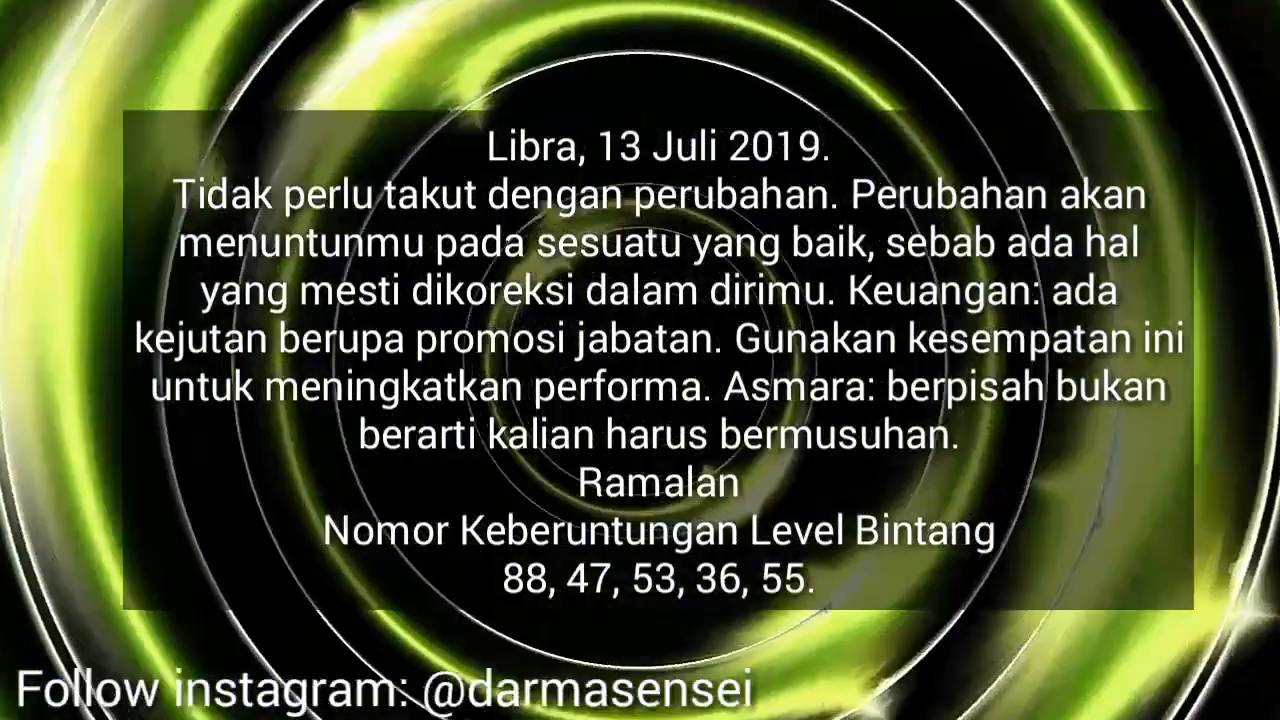 Libra, 13 Juli 2019.
Tidak perlu takut dengan perubahan. Perubahan akan
menuntunmu pada sesuatu yang baik, sebab ada hal
yang mesti dikoreksi dalam dirimu. Keuangan: ada
kejutan berupa promosi jabatan. Gunakan kesempatan ini
untuk meningkatkan performa. Asmara: berpisah bukan
berarti kalian harus bermusuhan.
Ramalan
Nomor Keberuntungan Level Bintang
88, 47, 53, 36, 55.
Follow instagram: @darmasensei